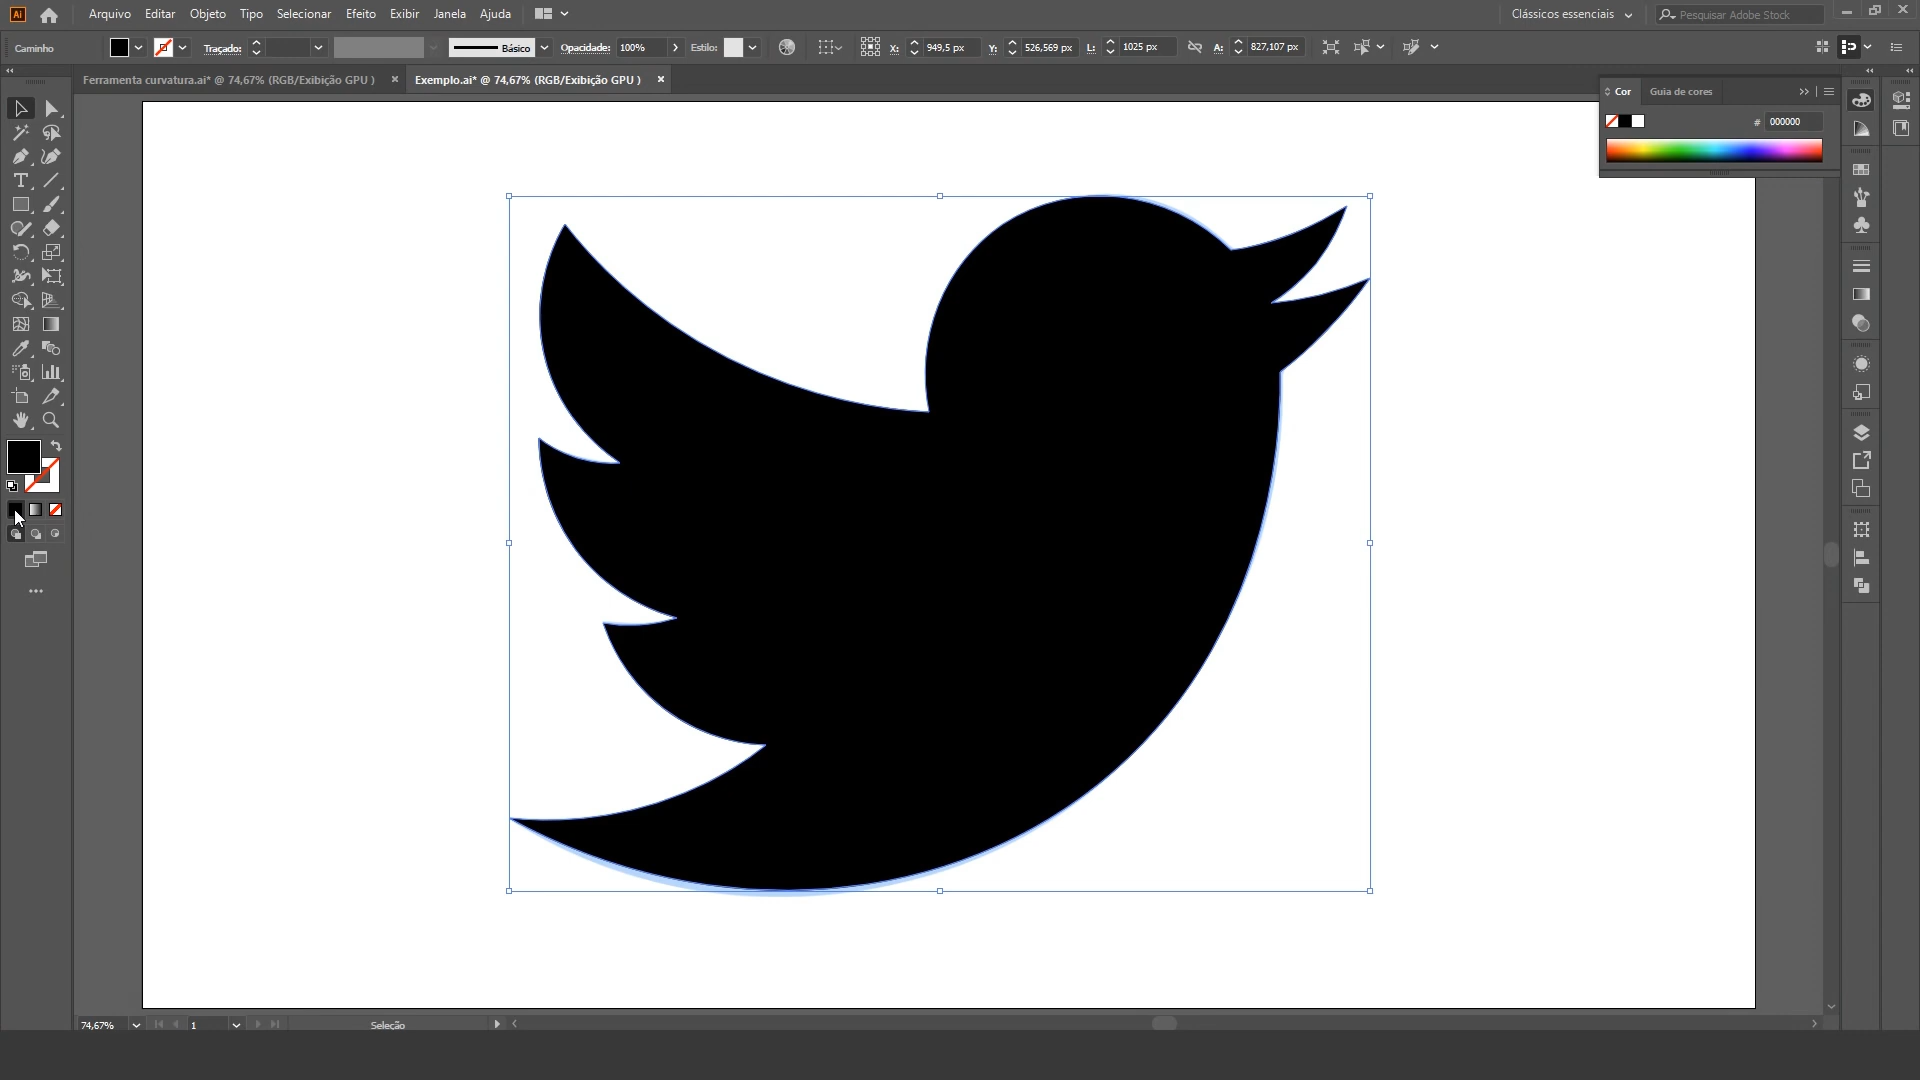 Ai Arquivo Editar Objeto Tipo Selecionar Efeito Exibir Janela Ajuda Clássicos essenciais Pesquisar Adobe Stock
Caminho Traçado: Básico Opacidade: 100% Estilo: X: 949,5 px Y: 526,569 px L: 1025 px A: 827,107 px
Ferramenta curvatura.ai* @ 74,67% (RGB/Exibição GPU ) × Exemplo.ai* @ 74,67% (RGB/Exibição GPU ) ×
Cor Guia de cores
# 000000
74,67% 1 Seleção